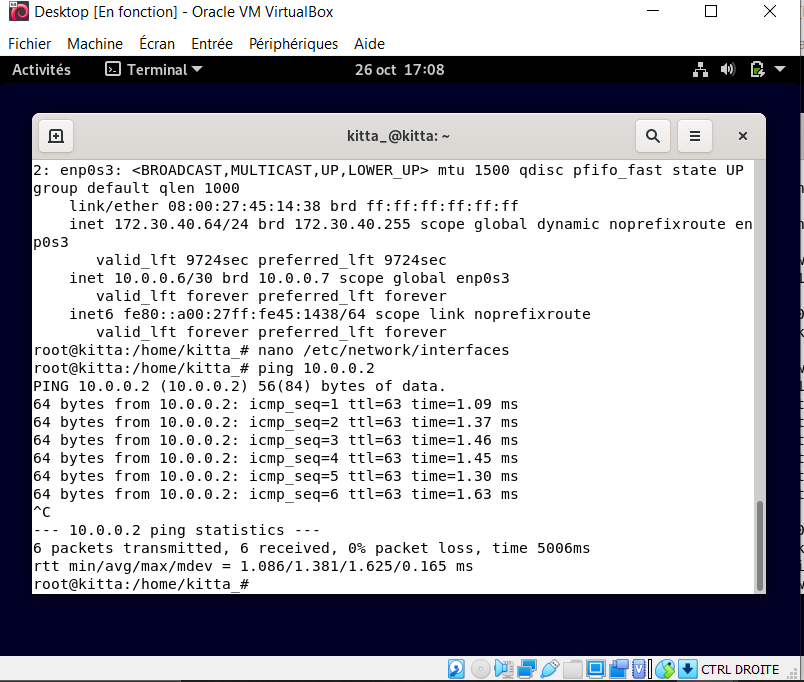 Desktop [En fonction] - Oracle VM VirtualBox
Fichier Machine Écran Entrée Périphériques Aide
Activités Terminal 26 oct 17:08
kitta_@kitta: ~
2: enp0s3: <BROADCAST,MULTICAST,UP,LOWER_UP> mtu 1500 qdisc pfifo_fast state UP
group default qlen 1000
    link/ether 08:00:27:45:14:38 brd ff:ff:ff:ff:ff:ff
    inet 172.30.40.64/24 brd 172.30.40.255 scope global dynamic noprefixroute en
p0s3
       valid_lft 9724sec preferred_lft 9724sec
    inet 10.0.0.6/30 brd 10.0.0.7 scope global enp0s3
       valid_lft forever preferred_lft forever
    inet6 fe80::a00:27ff:fe45:1438/64 scope link noprefixroute
       valid_lft forever preferred_lft forever
root@kitta:/home/kitta_# nano /etc/network/interfaces
root@kitta:/home/kitta_# ping 10.0.0.2
PING 10.0.0.2 (10.0.0.2) 56(84) bytes of data.
64 bytes from 10.0.0.2: icmp_seq=1 ttl=63 time=1.09 ms
64 bytes from 10.0.0.2: icmp_seq=2 ttl=63 time=1.37 ms
64 bytes from 10.0.0.2: icmp_seq=3 ttl=63 time=1.46 ms
64 bytes from 10.0.0.2: icmp_seq=4 ttl=63 time=1.45 ms
64 bytes from 10.0.0.2: icmp_seq=5 ttl=63 time=1.30 ms
64 bytes from 10.0.0.2: icmp_seq=6 ttl=63 time=1.63 ms
^C
--- 10.0.0.2 ping statistics ---
6 packets transmitted, 6 received, 0% packet loss, time 5006ms
rtt min/avg/max/mdev = 1.086/1.381/1.625/0.165 ms
root@kitta:/home/kitta_#
CTRL DROITE